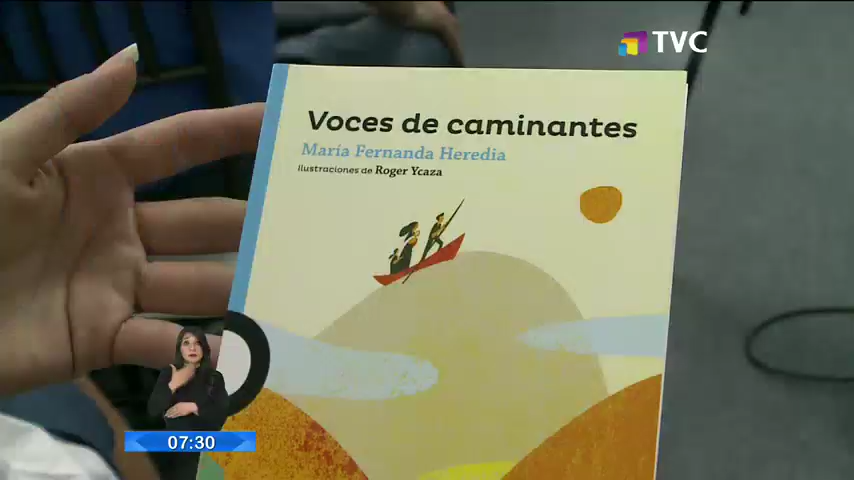 TVC
Voces de caminantes
María Fernanda Heredia
Ilustraciones de Roger Ycaza
07:30